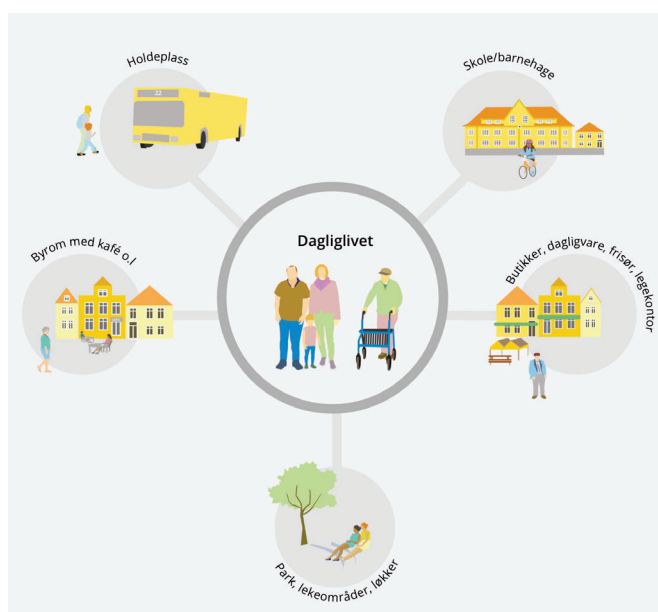 Holdeplass
22
Skole/barnehage
Dagliglivet
Byrom med kafé o.l
Butikker, dagligvare, frisør, legekontor
Park, lekeområder, løkker